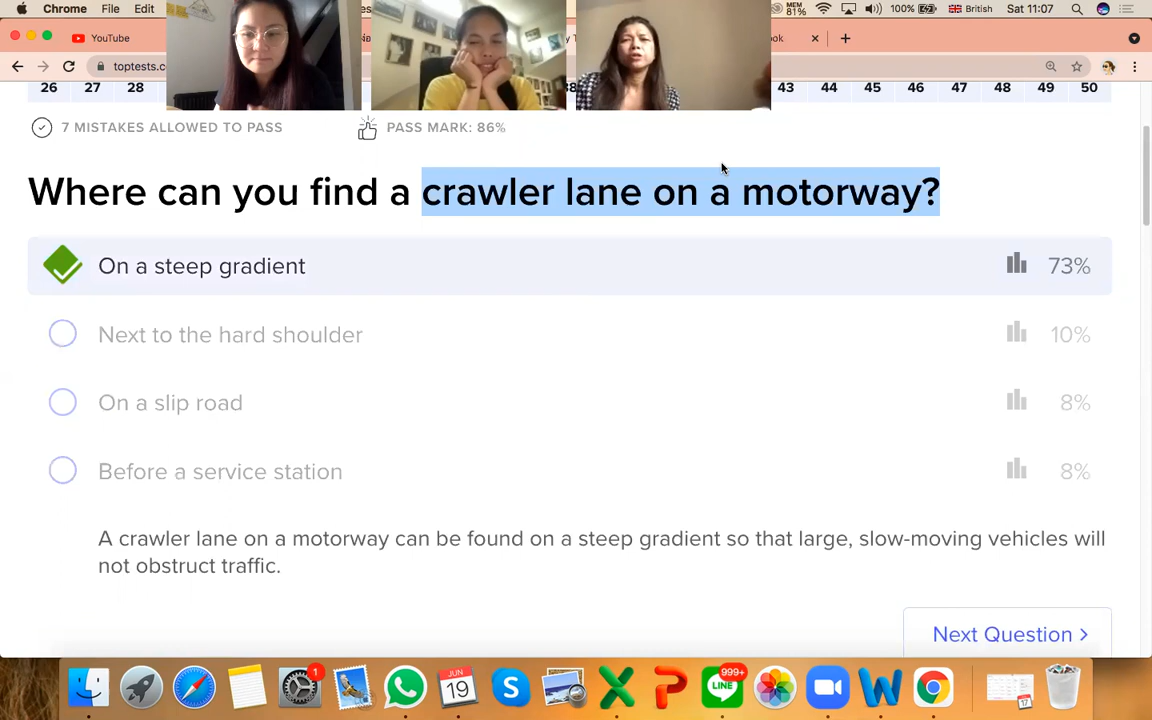 Chrome File Edit MEM 81% 100% British Sat 11:07
YouTube
toptests.c
26 27 28 43 44 45 46 47 48 49 50
7 MISTAKES ALLOWED TO PASS PASS MARK: 86%
Where can you find a crawler lane on a motorway?
On a steep gradient 73%
Next to the hard shoulder 10%
On a slip road 8%
Before a service station 8%
A crawler lane on a motorway can be found on a steep gradient so that large, slow-moving vehicles will
not obstruct traffic.
Next Question >
1 JUN 19 999+ LINE 17